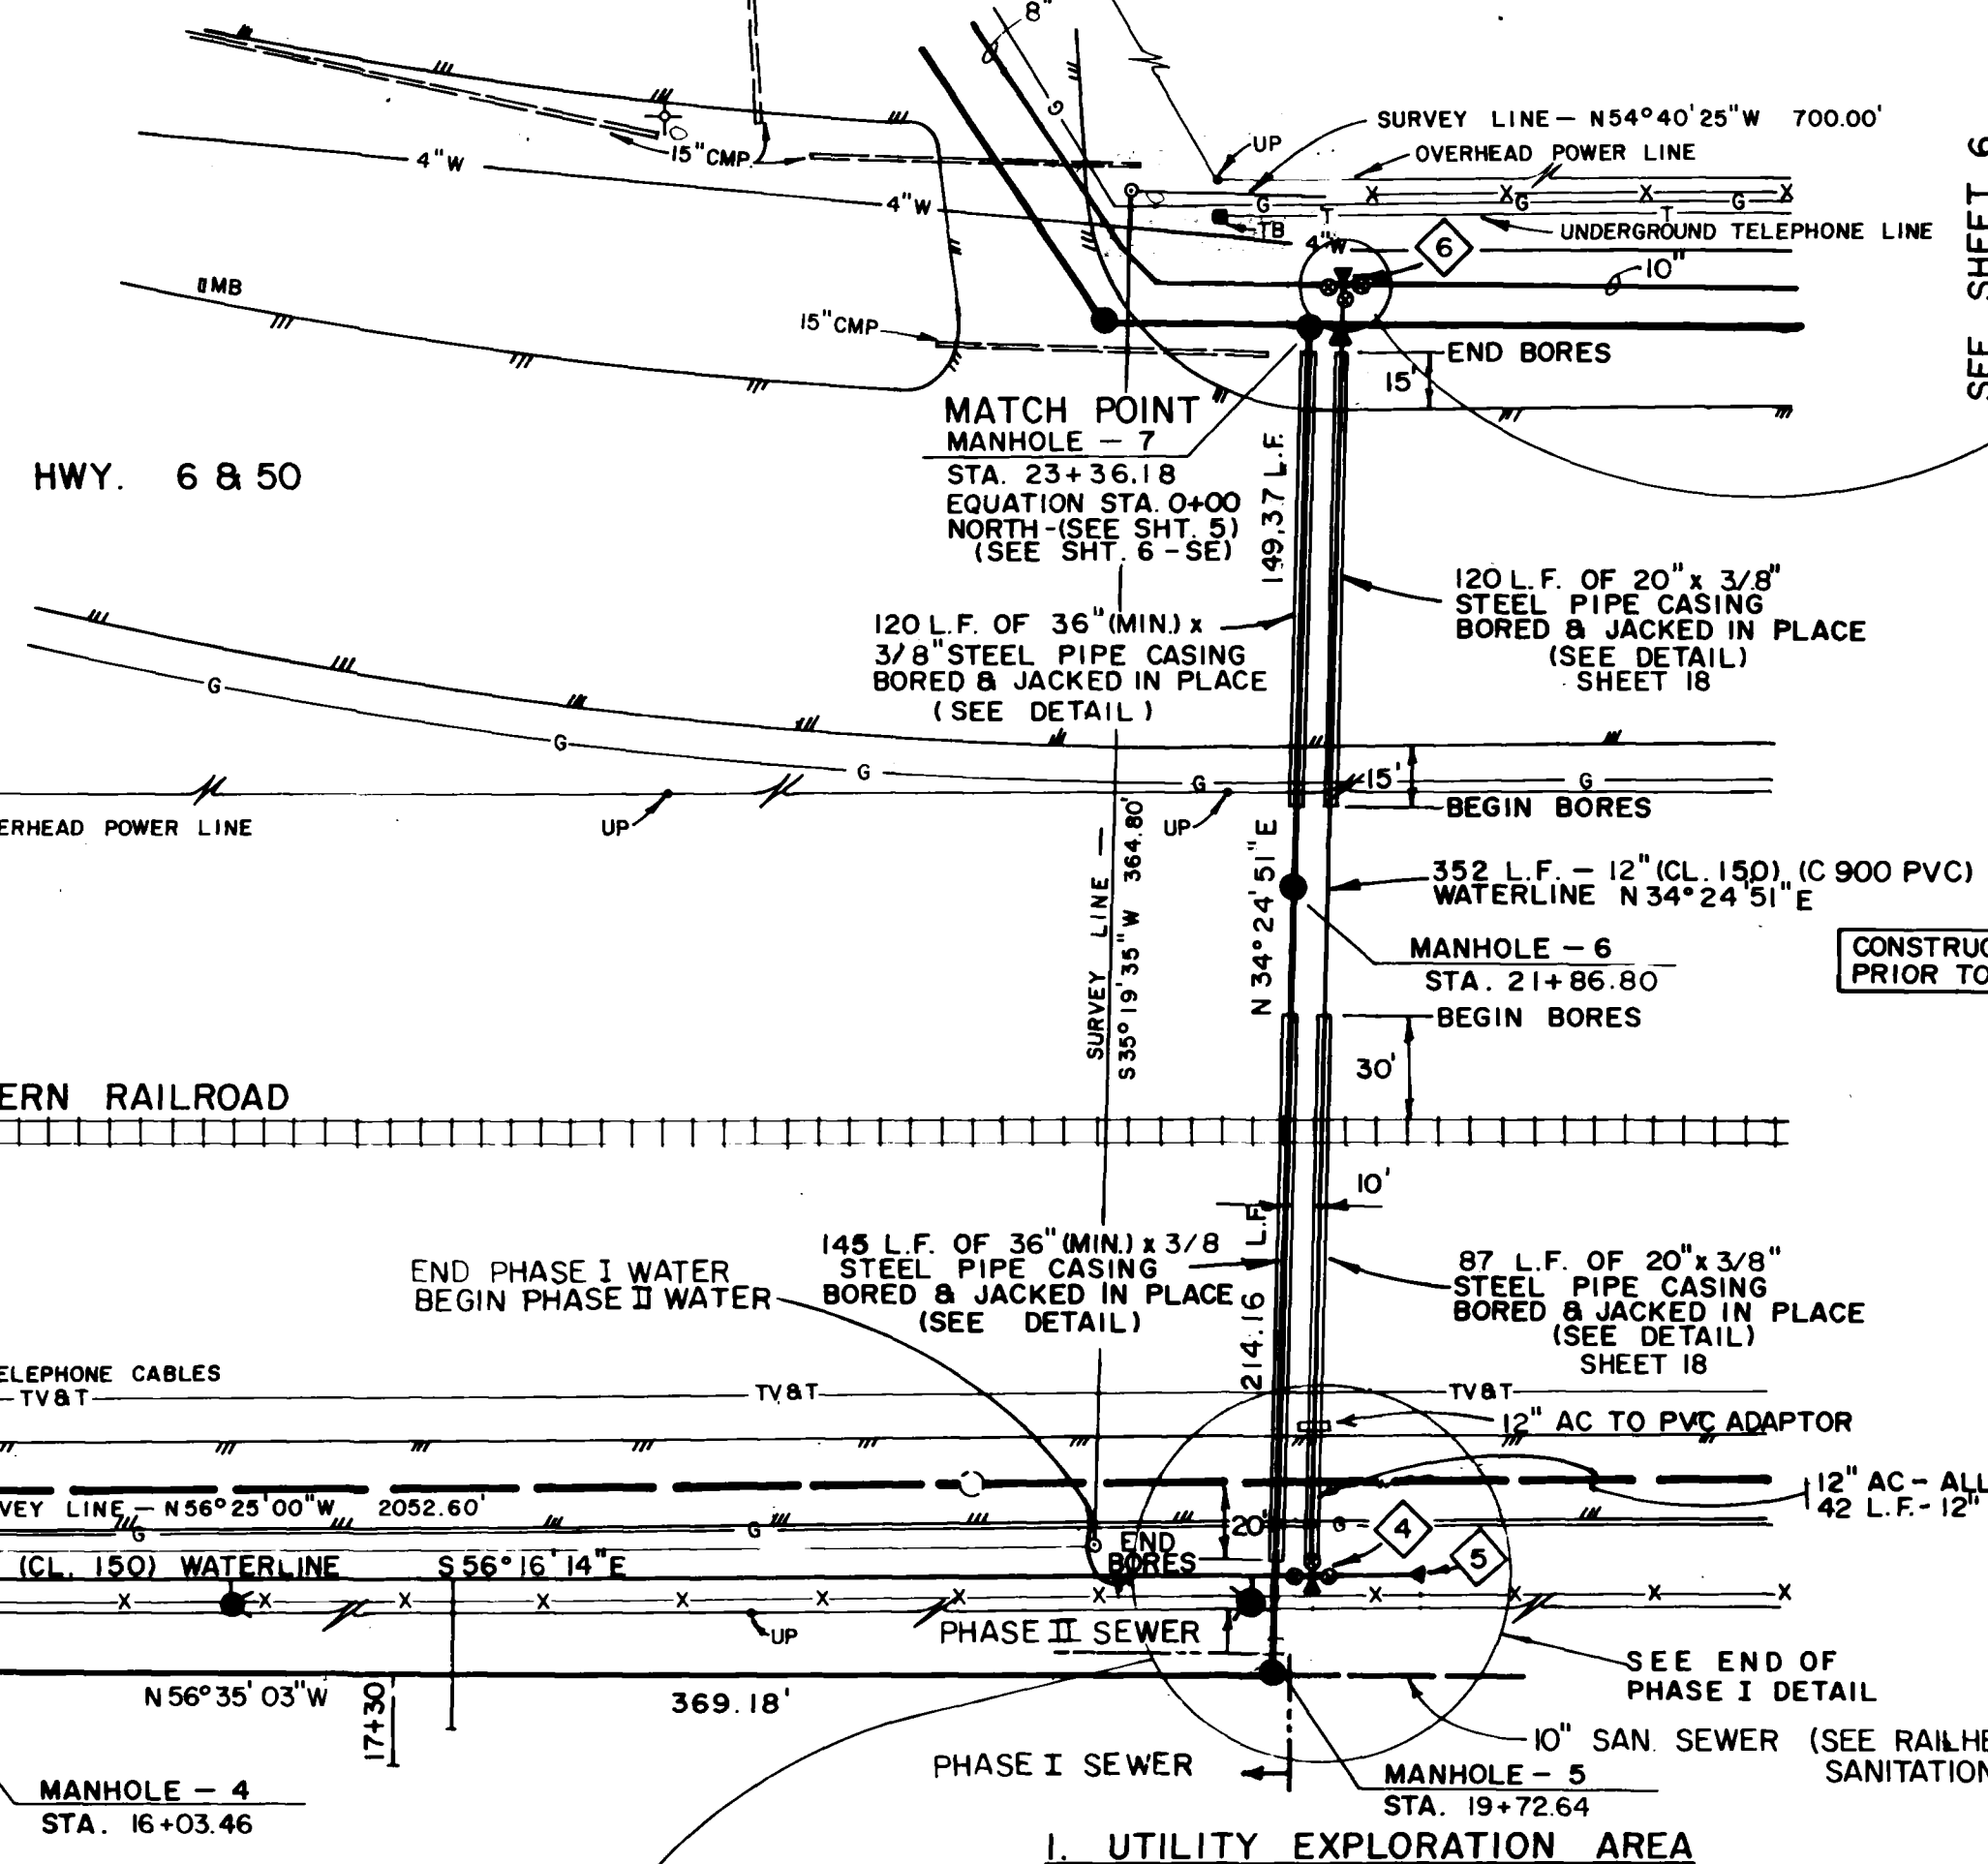 8"
SURVEY LINE — N54°40'25"W 700.00'
UP
OVERHEAD POWER LINE
15"CMP
4"W
4"W
G
X X G X G X
T T
TB
4"W
UNDERGROUND TELEPHONE LINE
6
10"
SEE SHEET 6
MB
15"CMP
END BORES
15'
MATCH POINT
MANHOLE — 7
STA. 23+36.18
EQUATION STA. 0+00
NORTH-(SEE SHT. 5)
(SEE SHT. 6-SE)
HWY. 6 & 50
149.37 L.F.
120 L.F. OF 20" x 3/8"
STEEL PIPE CASING
BORED & JACKED IN PLACE
(SEE DETAIL)
SHEET 18
120 L.F. OF 36"(MIN.) x
3/8" STEEL PIPE CASING
BORED & JACKED IN PLACE
(SEE DETAIL)
G G G G G
15'
BEGIN BORES
ERHEAD POWER LINE
UP
UP
SURVEY LINE —
S35°19'35"W 364.80'
N 34°24'51"E
352 L.F. — 12"(CL.150) (C 900 PVC)
WATERLINE N34°24'51"E
MANHOLE — 6
STA. 21+86.80
CONSTRUC
PRIOR TO
BEGIN BORES
30'
ERN RAILROAD
10'
145 L.F. OF 36"(MIN.) x 3/8
STEEL PIPE CASING
BORED & JACKED IN PLACE
(SEE DETAIL)
214.16 L.F.
87 L.F. OF 20"x 3/8"
STEEL PIPE CASING
BORED & JACKED IN PLACE
(SEE DETAIL)
SHEET 18
END PHASE I WATER
BEGIN PHASE II WATER
ELEPHONE CABLES
TV&T TV&T TV&T
12" AC TO PVC ADAPTOR
12" AC — ALL
42 L.F.- 12"
VEY LINE — N56°25'00"W 2052.60'
G G G
20'
END
BORES
4
5
(CL. 150) WATERLINE S56°16'14"E
X X X X X X X X X X X X
UP
PHASE II SEWER
SEE END OF
PHASE I DETAIL
N56°35'03"W
17+30
369.18'
10" SAN. SEWER (SEE RAILHE
SANITATION
PHASE I SEWER
MANHOLE — 5
STA. 19+72.64
MANHOLE — 4
STA. 16+03.46
1. UTILITY EXPLORATION AREA